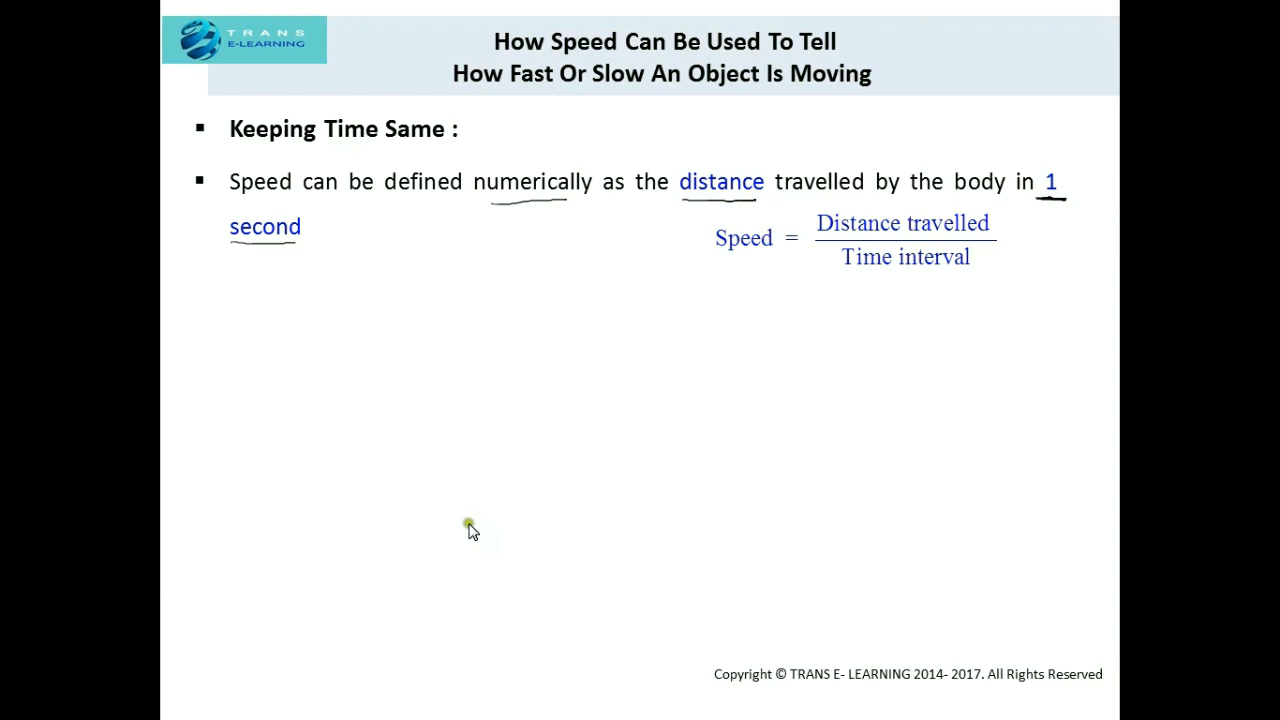 TRANS
E-LEARNING
How Speed Can Be Used To Tell
How Fast Or Slow An Object Is Moving
▪ Keeping Time Same :
▪ Speed can be defined numerically as the distance travelled by the body in 1
second
Speed = Distance travelled
Time interval
Copyright © TRANS E- LEARNING 2014- 2017. All Rights Reserved